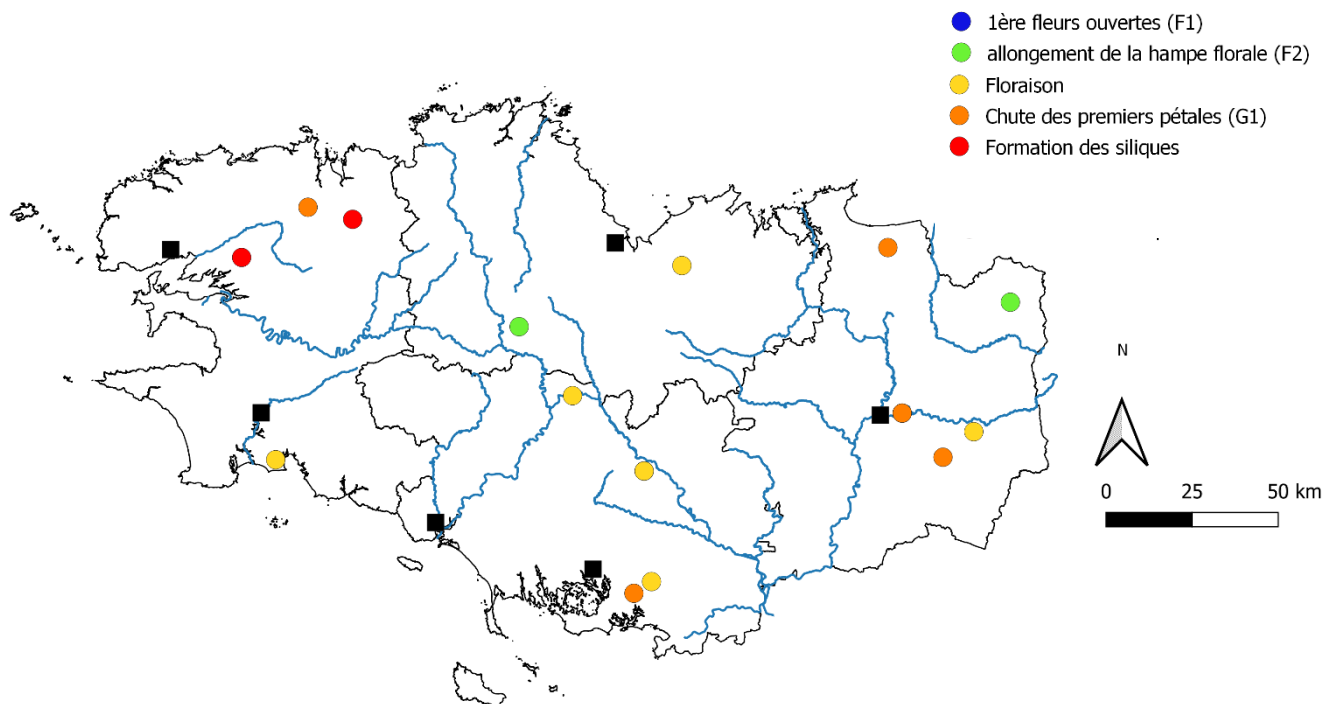 1ère fleurs ouvertes (F1)
allongement de la hampe florale (F2)
Floraison
Chute des premiers pétales (G1)
Formation des siliques
N
0 25 50 km